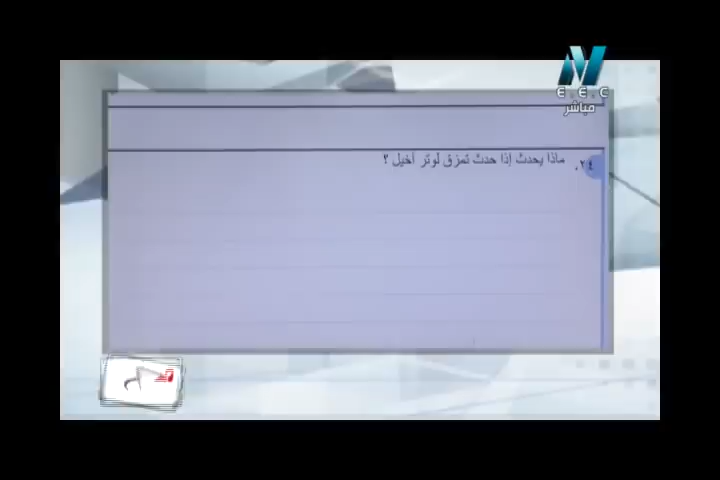 E.E.C
مباشر
٢٤. ماذا يحدث إذا حدث تمزق لوتر أخيل ؟